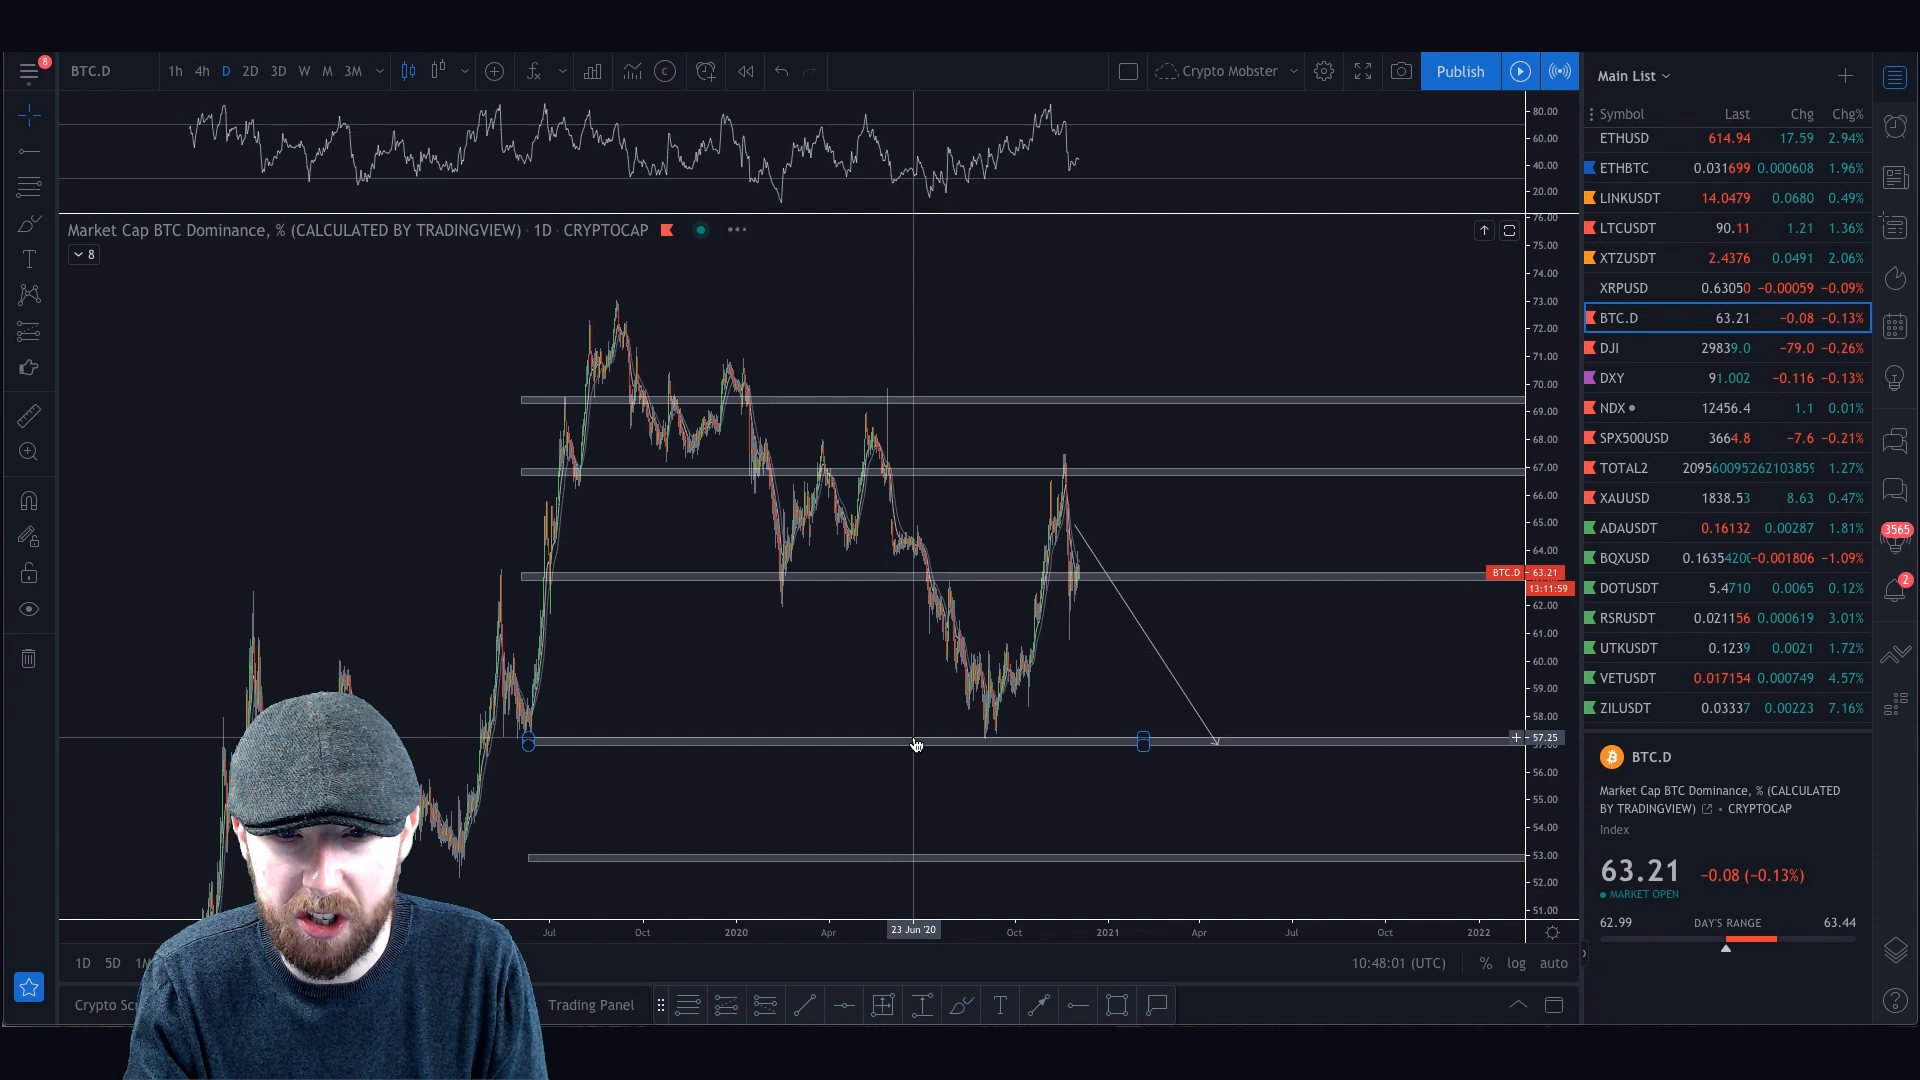 8
BTC.D
1h 4h D 2D 3D W M 3M
Crypto Mobster
Publish
80.00
60.00
40.00
20.00
Market Cap BTC Dominance, % (CALCULATED BY TRADINGVIEW) · 1D · CRYPTOCAP
8
76.00
75.00
74.00
73.00
72.00
71.00
70.00
69.00
68.00
67.00
66.00
65.00
64.00
BTC.D 63.21
13:11:59
62.00
61.00
60.00
59.00
58.00
57.25
56.00
55.00
54.00
53.00
52.00
51.00
Jul Oct 2020 Apr 23 Jun '20 Oct 2021 Apr Jul Oct 2022
1D 5D
10:48:01 (UTC) % log auto
Trading Panel
Main List
Symbol Last Chg Chg%
ETHUSD 614.94 17.59 2.94%
ETHBTC 0.031699 0.000608 1.96%
LINKUSDT 14.0479 0.0680 0.49%
LTCUSDT 90.11 1.21 1.36%
XTZUSDT 2.4376 0.0491 2.06%
XRPUSD 0.63050 −0.00059 −0.09%
BTC.D 63.21 −0.08 −0.13%
DJI 29839.0 −79.0 −0.26%
DXY 91.002 −0.116 −0.13%
NDX 12456.4 1.1 0.01%
SPX500USD 3664.8 −7.6 −0.21%
TOTAL2 1.27%
XAUUSD 1838.53 8.63 0.47%
ADAUSDT 0.16132 0.00287 1.81%
BQXUSD −0.001806 −1.09%
DOTUSDT 5.4710 0.0065 0.12%
RSRUSDT 0.021156 0.000619 3.01%
UTKUSDT 0.1239 0.0021 1.72%
VETUSDT 0.017154 0.000749 4.57%
ZILUSDT 0.03337 0.00223 7.16%
BTC.D
Market Cap BTC Dominance, % (CALCULATED
BY TRADINGVIEW) • CRYPTOCAP
Index
63.21 −0.08 (−0.13%)
MARKET OPEN
62.99 DAY'S RANGE 63.44
3565
2